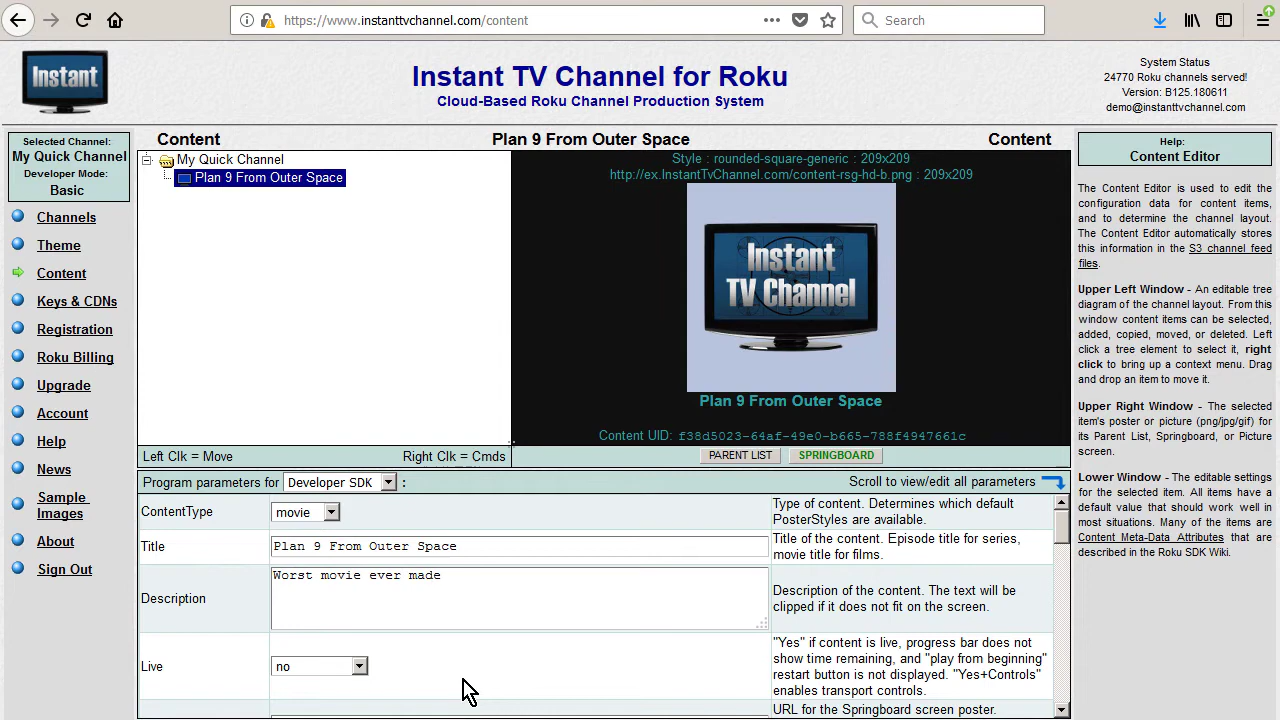 https://www.instanttvchannel.com/content
Search
Instant
Instant TV Channel for Roku
Cloud-Based Roku Channel Production System
System Status
24770 Roku channels served!
Version: B125.180611
demo@instanttvchannel.com
Selected Channel:
My Quick Channel
Developer Mode:
Basic
Channels
Theme
Content
Keys & CDNs
Registration
Roku Billing
Upgrade
Account
Help
News
Sample
Images
About
Sign Out
Content
Plan 9 From Outer Space
Content
My Quick Channel
Plan 9 From Outer Space
Style : rounded-square-generic : 209x209
http://ex.InstantTvChannel.com/content-rsg-hd-b.png : 209x209
Instant
TV Channel
Plan 9 From Outer Space
Content UID: f38d5023-64af-49e0-b665-788f4947661c
Left Clk = Move
Right Clk = Cmds
PARENT LIST
SPRINGBOARD
Program parameters for Developer SDK :
Scroll to view/edit all parameters
ContentType
movie
Type of content. Determines which default
PosterStyles are available.
Title
Plan 9 From Outer Space
Title of the content. Episode title for series,
movie title for films.
Description
Worst movie ever made
Description of the content. The text will be
clipped if it does not fit on the screen.
Live
no
"Yes" if content is live, progress bar does not
show time remaining, and "play from beginning"
restart button is not displayed. "Yes+Controls"
enables transport controls.
URL for the Springboard screen poster.
Help:
Content Editor
The Content Editor is used to edit the
configuration data for content items,
and to determine the channel layout.
The Content Editor automatically stores
this information in the S3 channel feed
files.
Upper Left Window - An editable tree
diagram of the channel layout. From this
window content items can be selected,
added, copied, moved, or deleted. Left
click a tree element to select it, right
click to bring up a context menu. Drag
and drop an item to move it.
Upper Right Window - The selected
item's poster or picture (png/jpg/gif) for
its Parent List, Springboard, or Picture
screen.
Lower Window - The editable settings
for the selected item. All items have a
default value that should work well in
most situations. Many of the items are
Content Meta-Data Attributes that are
described in the Roku SDK Wiki.